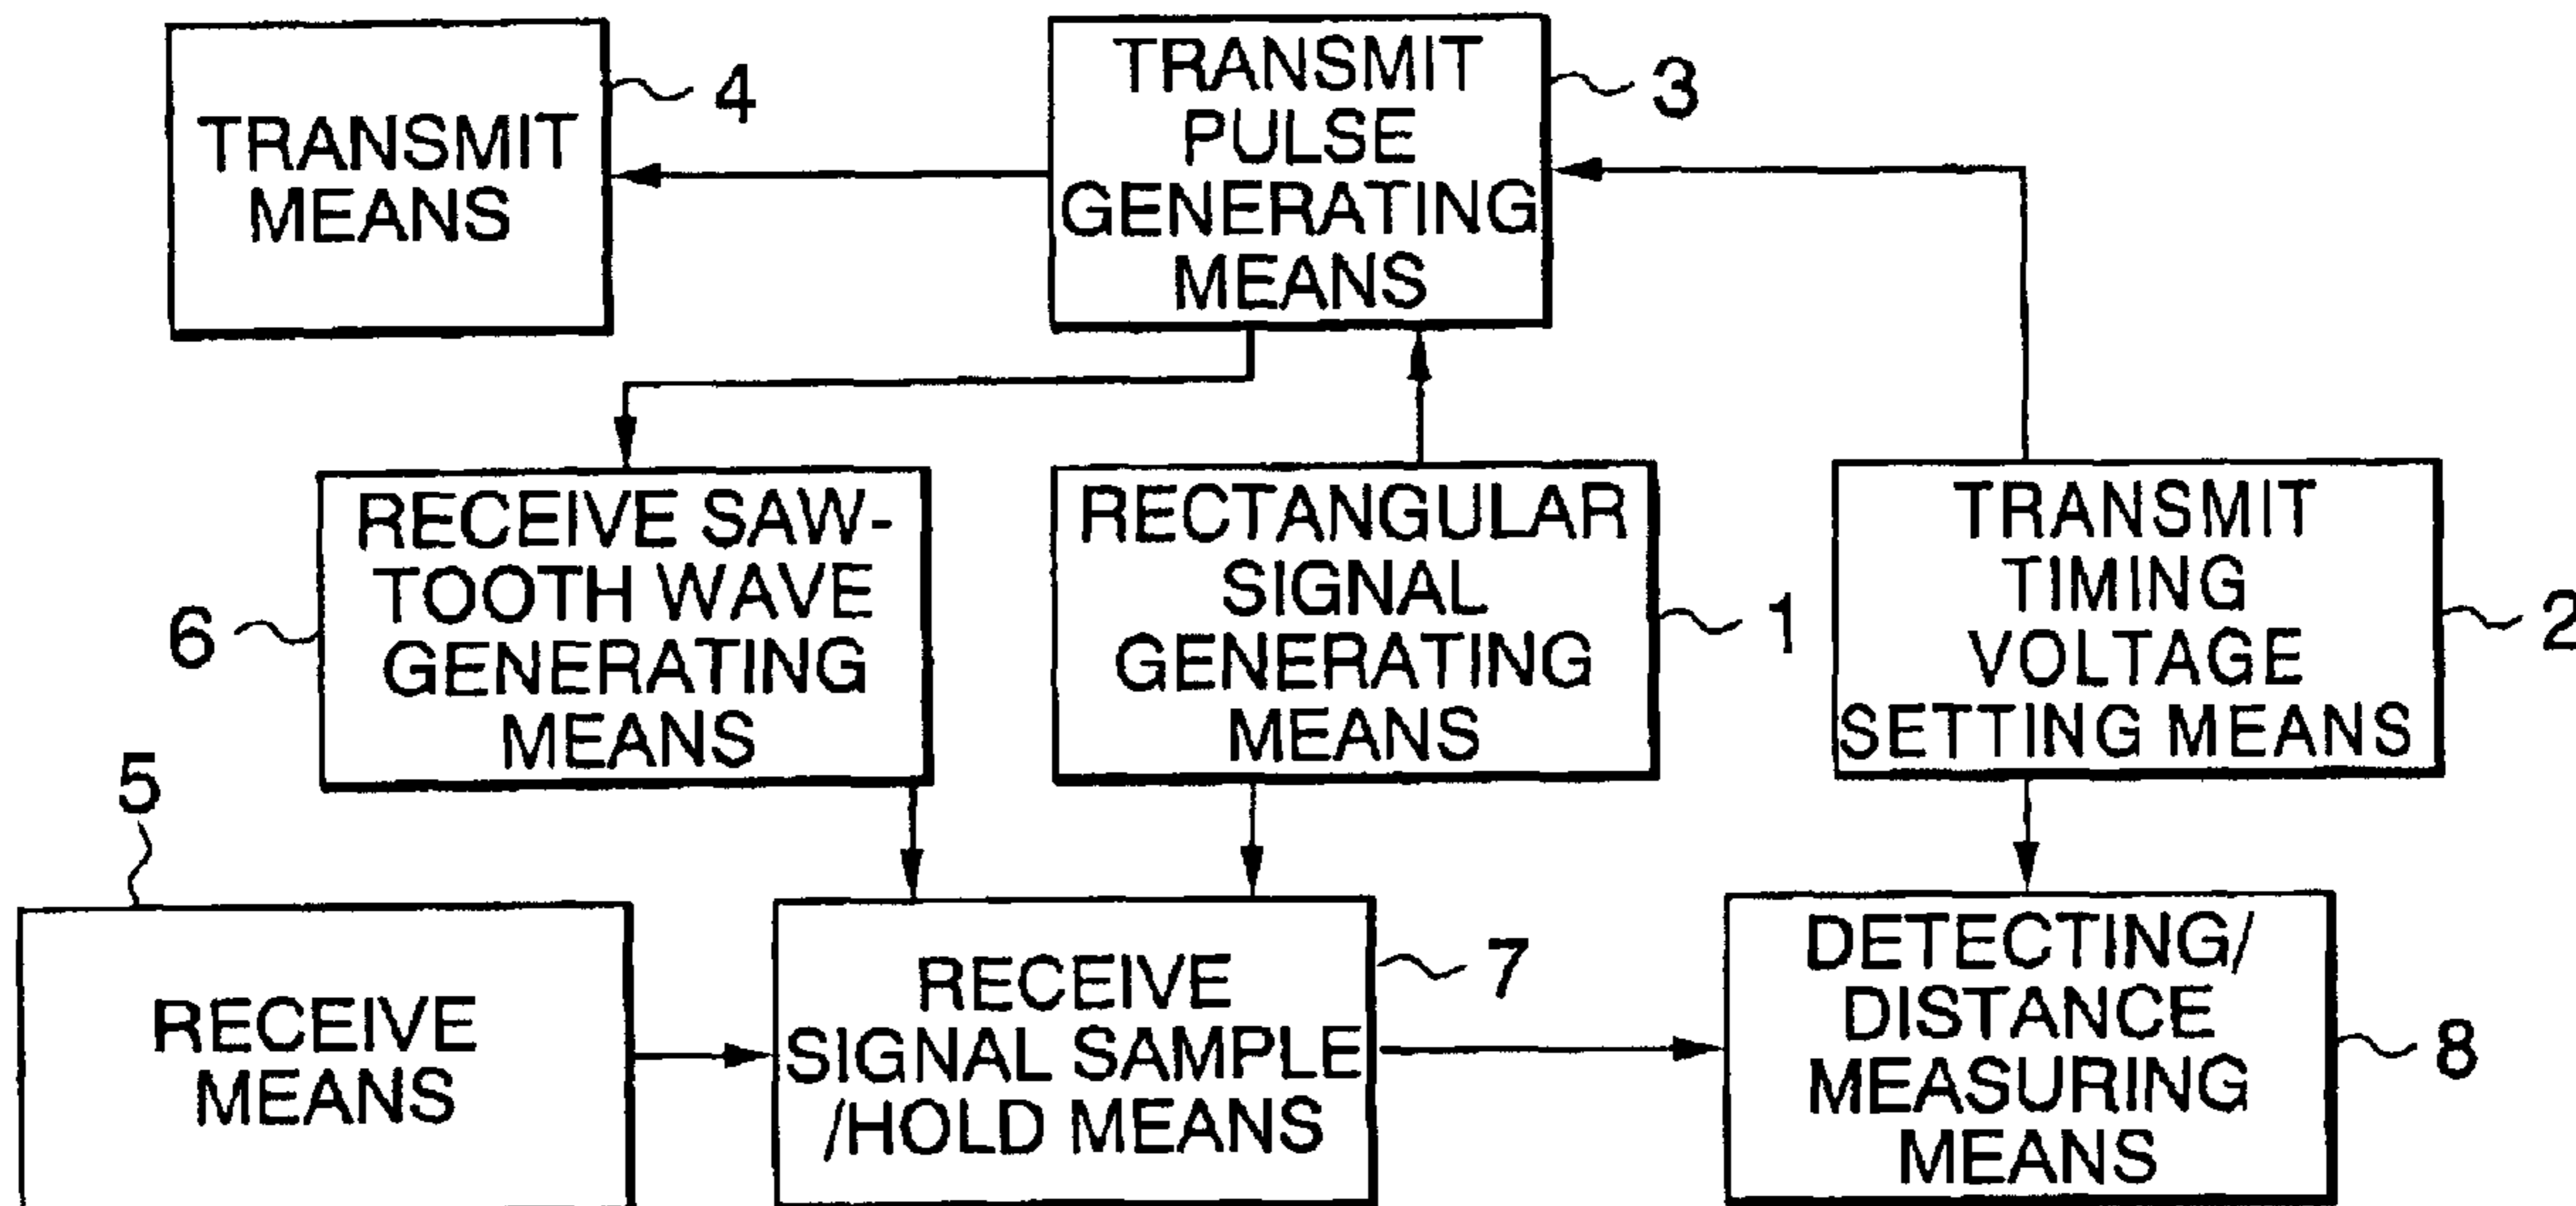 TRANSMIT
MEANS
4
TRANSMIT
PULSE
GENERATING
MEANS
3
RECEIVE SAW-
TOOTH WAVE
GENERATING
MEANS
6
RECTANGULAR
SIGNAL
GENERATING
MEANS
1
TRANSMIT
TIMING
VOLTAGE
SETTING MEANS
2
5
RECEIVE
MEANS
RECEIVE
SIGNAL SAMPLE
/HOLD MEANS
7
DETECTING/
DISTANCE
MEASURING
MEANS
8